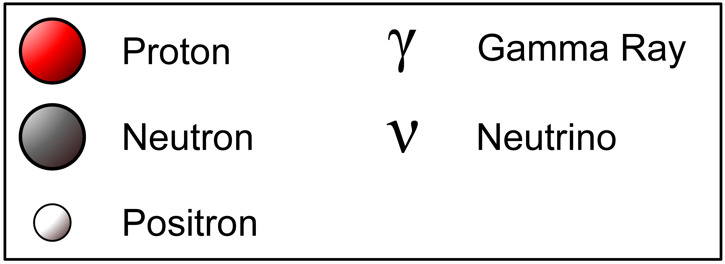 Proton γ Gamma Ray
Neutron ν Neutrino
Positron